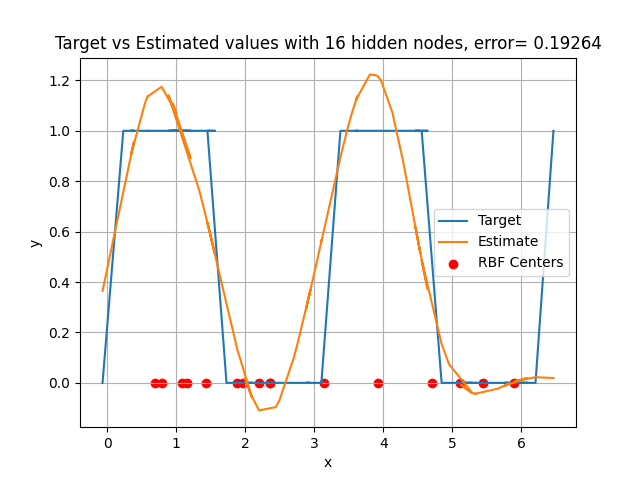 Target vs Estimated values with 16 hidden nodes, error= 0.19264
1.2
1.0
0.8
0.6
0.4
0.2
0.0
y
Target
Estimate
RBF Centers
0 1 2 3 4 5 6
x